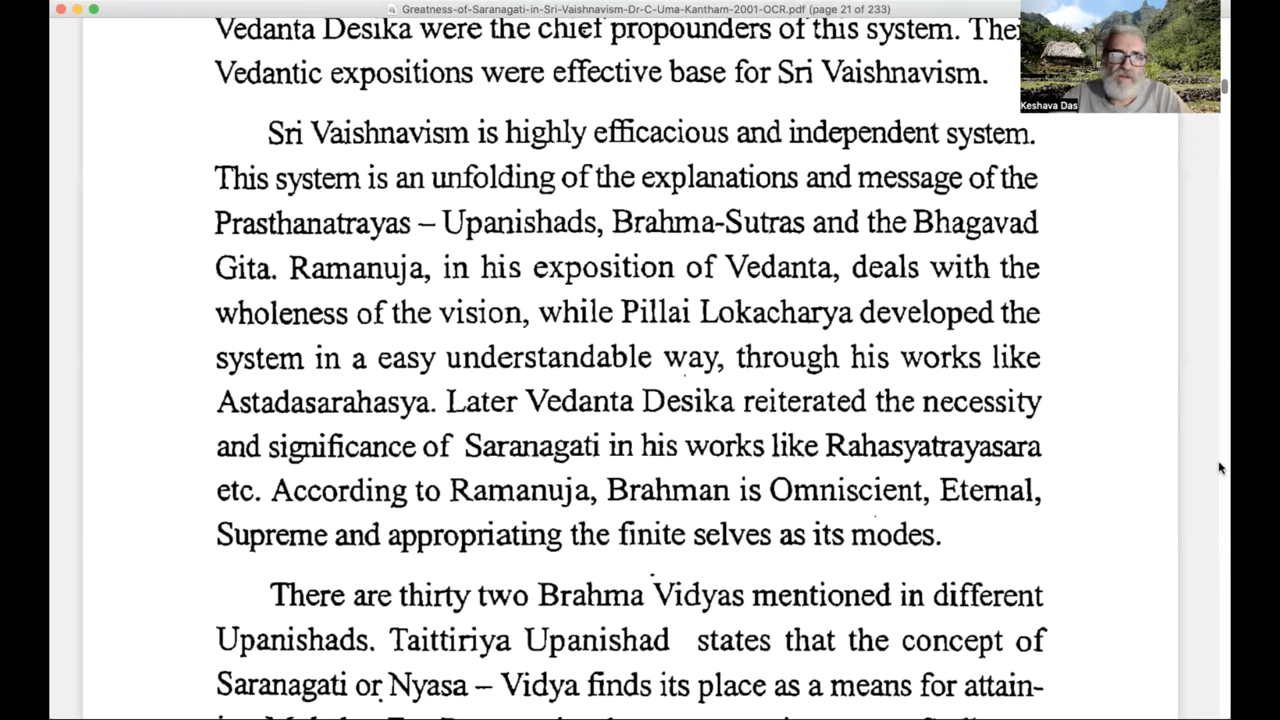 Greatness-of-Saranagati-in-Sri-Vaishnavism-Dr-C-Uma-Kantham-2001-OCR.pdf (page 21 of 233)
Vedanta Desika were the chief propounders of this system.
Vedantic expositions were effective base for Sri Vaishnavism.
Keshava Das
Sri Vaishnavism is highly efficacious and independent system.
This system is an unfolding of the explanations and message of the
Prasthanatrayas – Upanishads, Brahma-Sutras and the Bhagavad
Gita. Ramanuja, in his exposition of Vedanta, deals with the
wholeness of the vision, while Pillai Lokacharya developed the
system in a easy understandable way, through his works like
Astadasarahasya. Later Vedanta Desika reiterated the necessity
and significance of Saranagati in his works like Rahasyatrayasara
etc. According to Ramanuja, Brahman is Omniscient, Eternal,
Supreme and appropriating the finite selves as its modes.
There are thirty two Brahma Vidyas mentioned in different
Upanishads. Taittiriya Upanishad states that the concept of
Saranagati or Nyasa – Vidya finds its place as a means for attain-